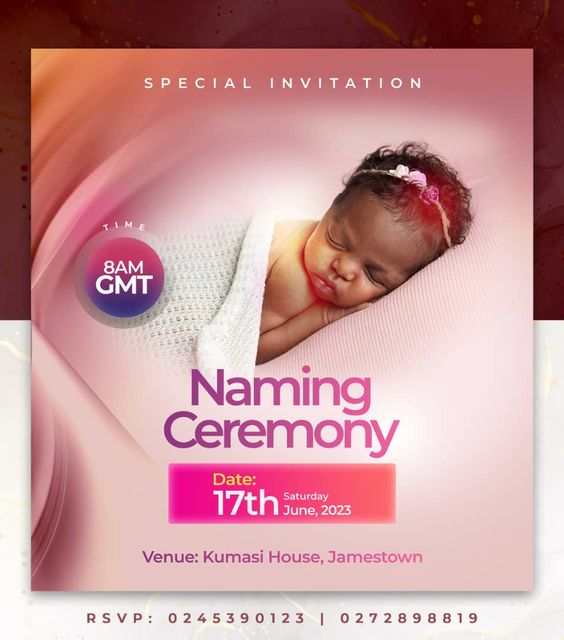 SPECIAL INVITATION
TIME
8AM
GMT
Naming
Ceremony
Date:
17th Saturday
June, 2023
Venue: Kumasi House, Jamestown
RSVP: 0245390123 | 0272898819